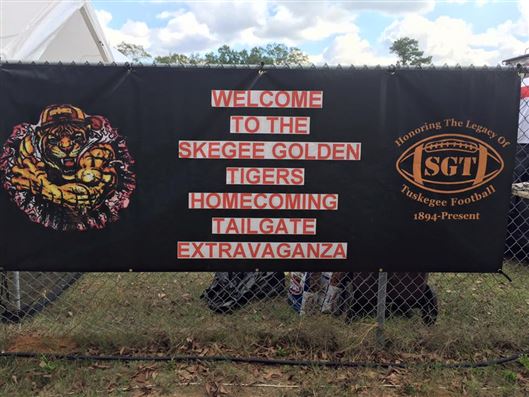 WELCOME
TO THE
SKEGEE GOLDEN
TIGERS
HOMECOMING
TAILGATE
EXTRAVAGANZA
Honoring The Legacy Of
SGT
Tuskegee Football
1894-Present